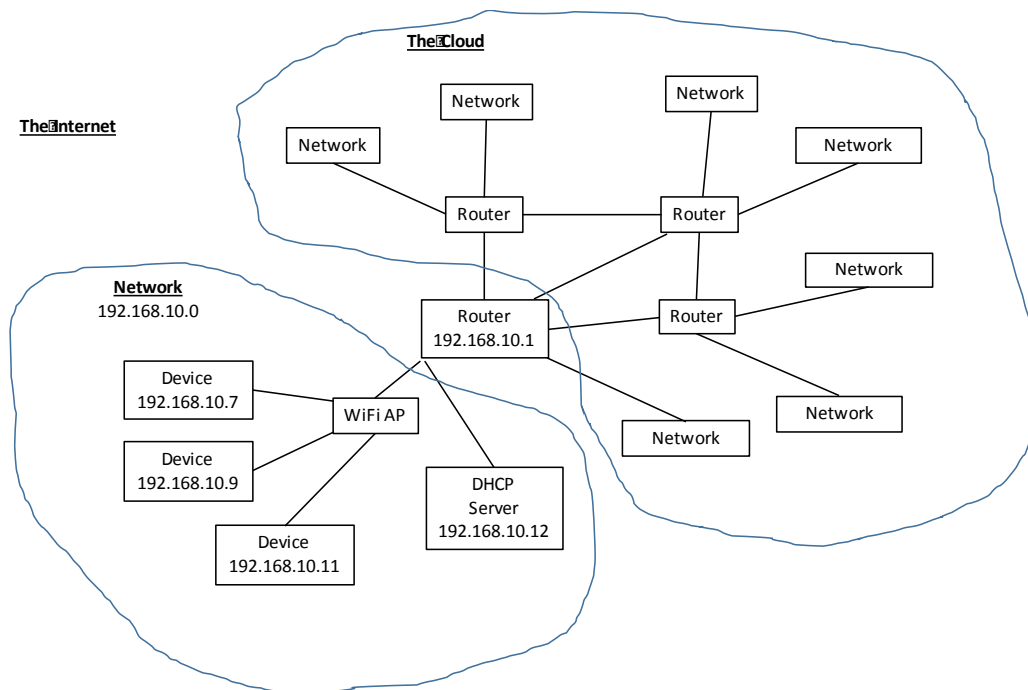 The Cloud
Network
Network
The Internet
Network
Network
Router
Router
Network
Network
192.168.10.0
Router
192.168.10.1
Router
Device
192.168.10.7
WiFi AP
Network
Network
Device
192.168.10.9
DHCP
Server
192.168.10.12
Device
192.168.10.11